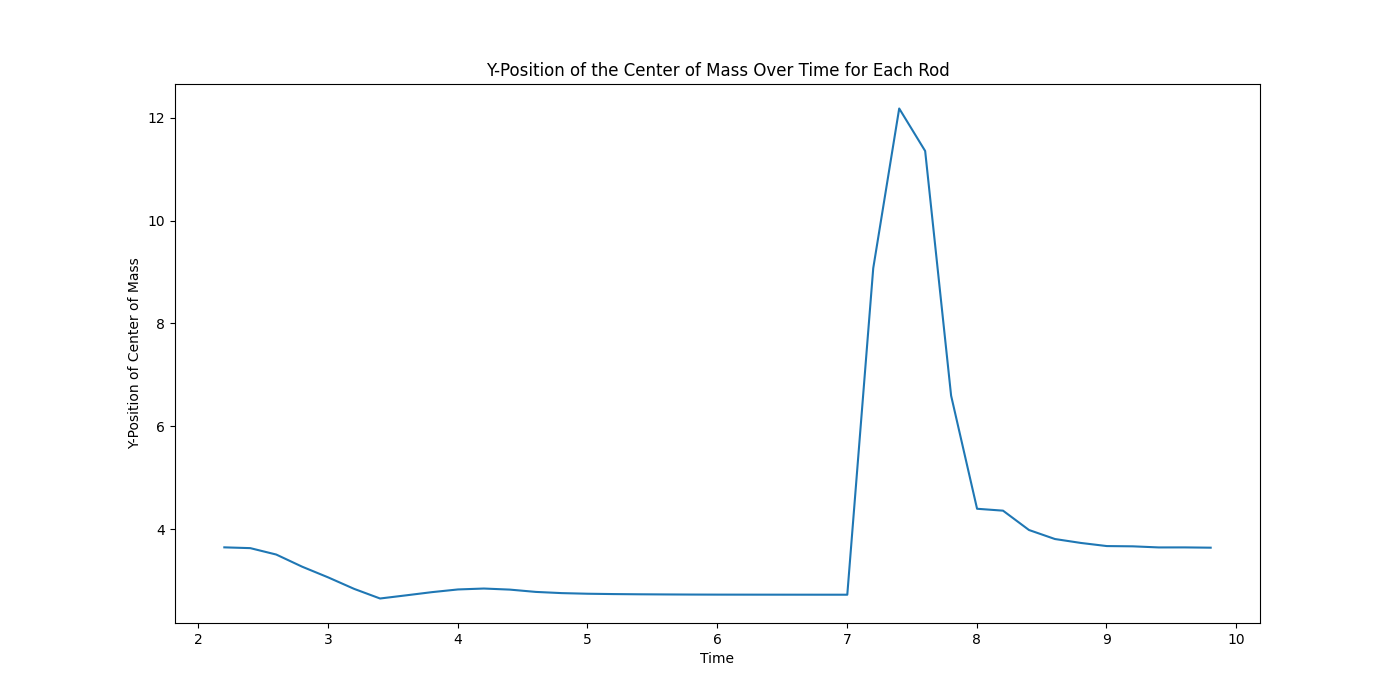 Y-Position of the Center of Mass Over Time for Each Rod
12
10
8
6
4
Y-Position of Center of Mass
2 3 4 5 6 7 8 9 10
Time